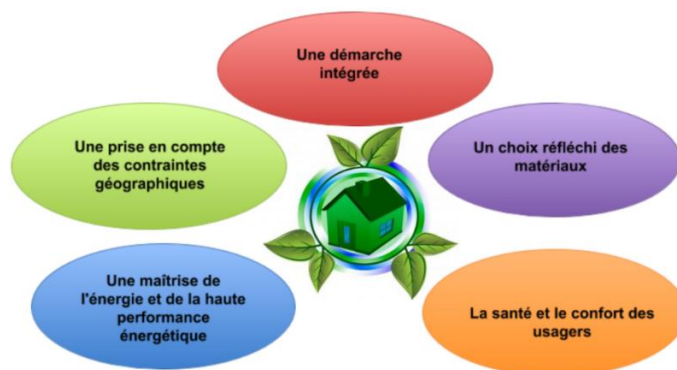 Une démarche
intégrée
Une prise en compte
des contraintes
géographiques
Un choix réfléchi des
matériaux
Une maîtrise de
l'énergie et de la haute
performance
énergétique
La santé et le confort des
usagers